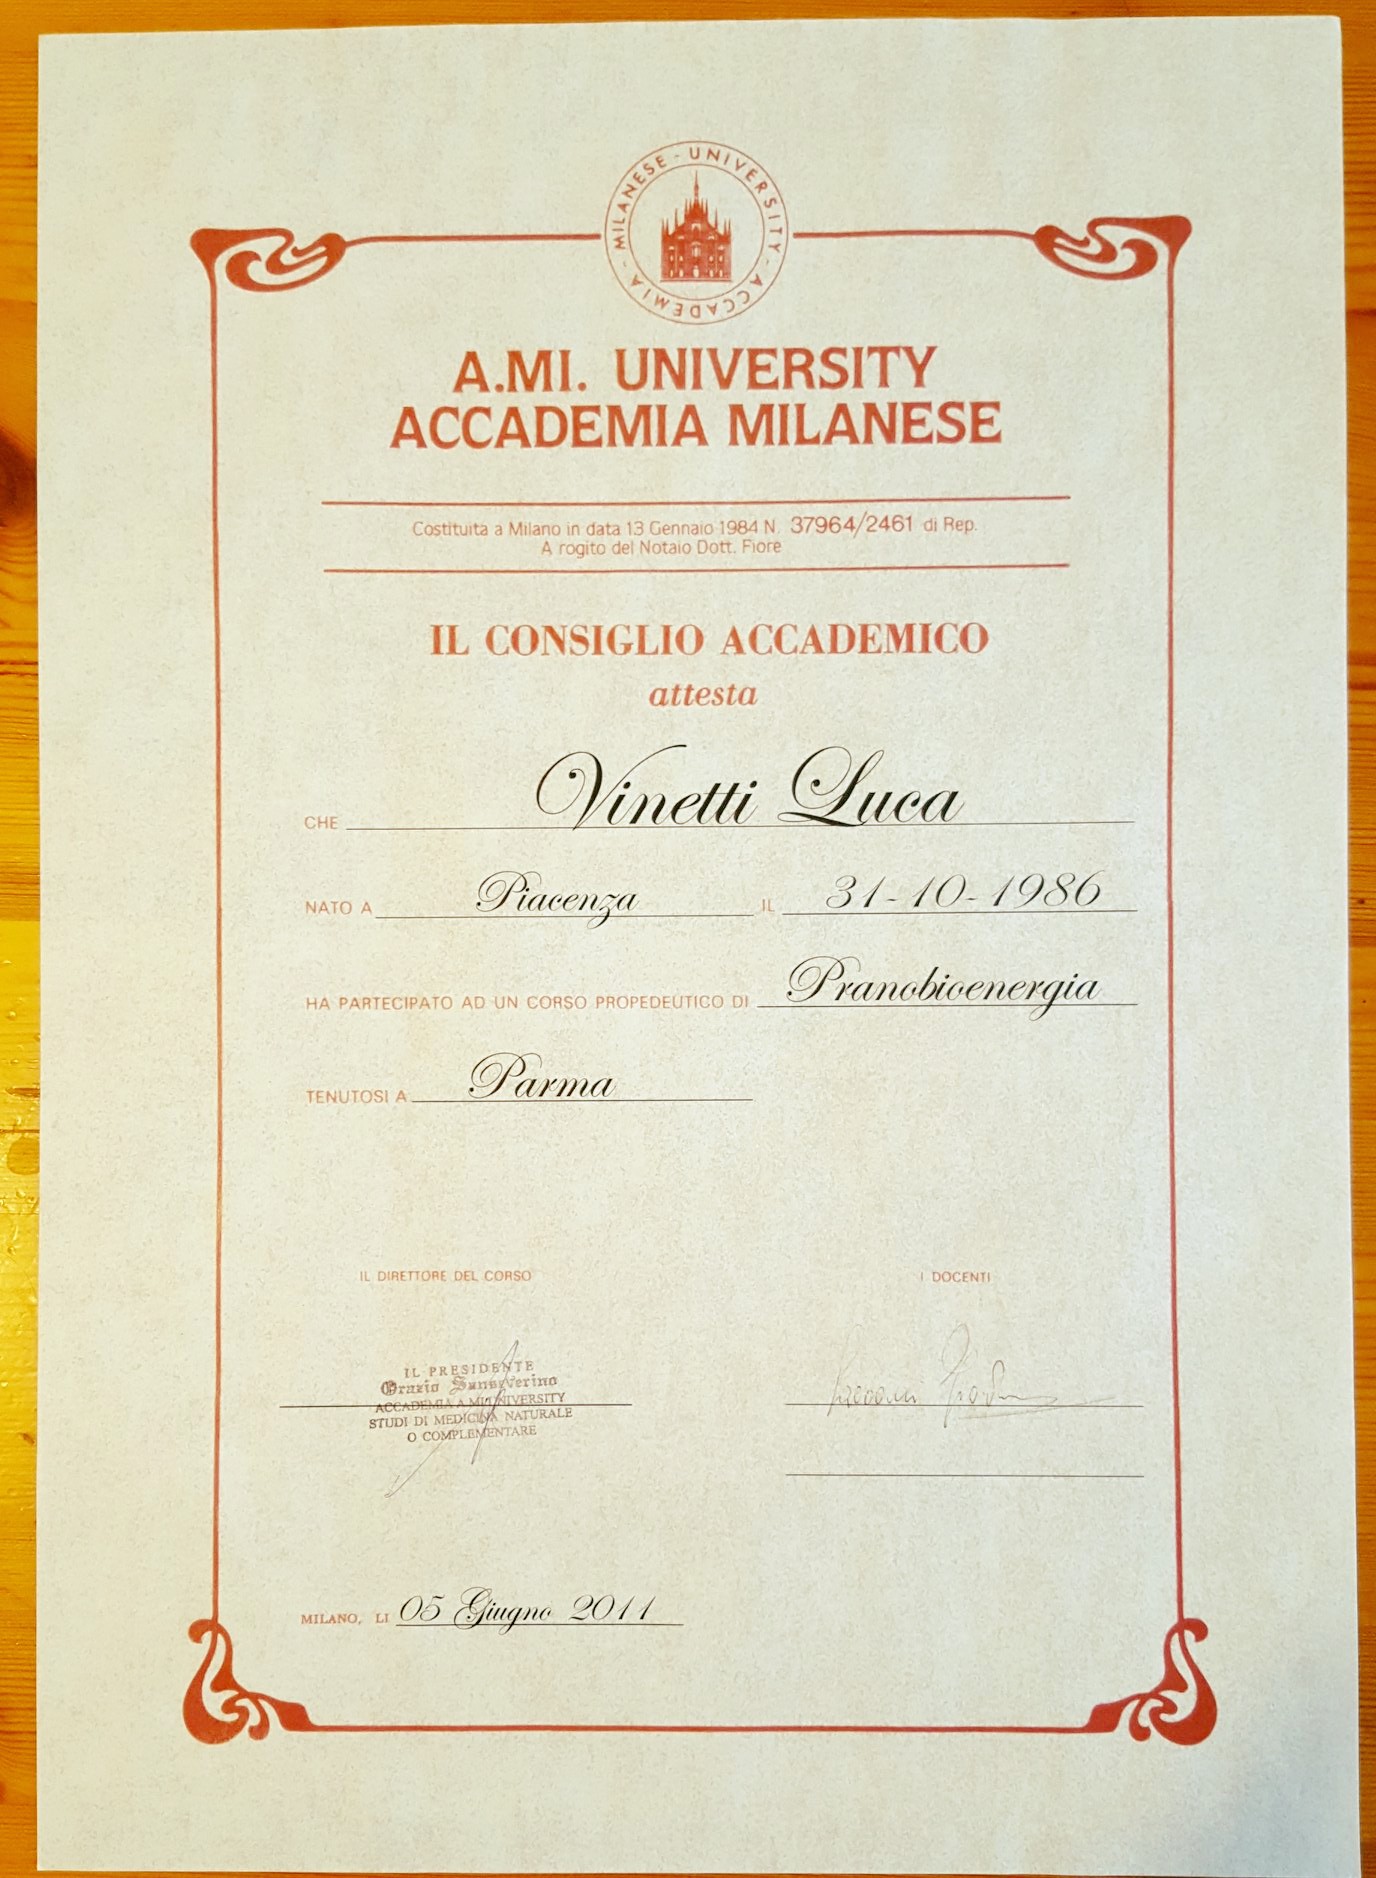 MILANESE - UNIVERSITY - ACCADEMIA -
A.MI. UNIVERSITY
ACCADEMIA MILANESE
Costituita a Milano in data 13 Gennaio 1984 N. 37964/2461 di Rep.
A rogito del Notaio Dott. Fiore
IL CONSIGLIO ACCADEMICO
attesta
CHE Vinetti Luca
NATO A Piacenza IL 31-10-1986
HA PARTECIPATO AD UN CORSO PROPEDEUTICO DI Pranobioenergia
TENUTOSI A Parma
IL DIRETTORE DEL CORSO
I DOCENTI
IL PRESIDENTE
Orazio Sanseverino
ACCADEMIA A.MI.UNIVERSITY
STUDI DI MEDICINA NATURALE
O COMPLEMENTARE
MILANO, LI 05 Giugno 2011